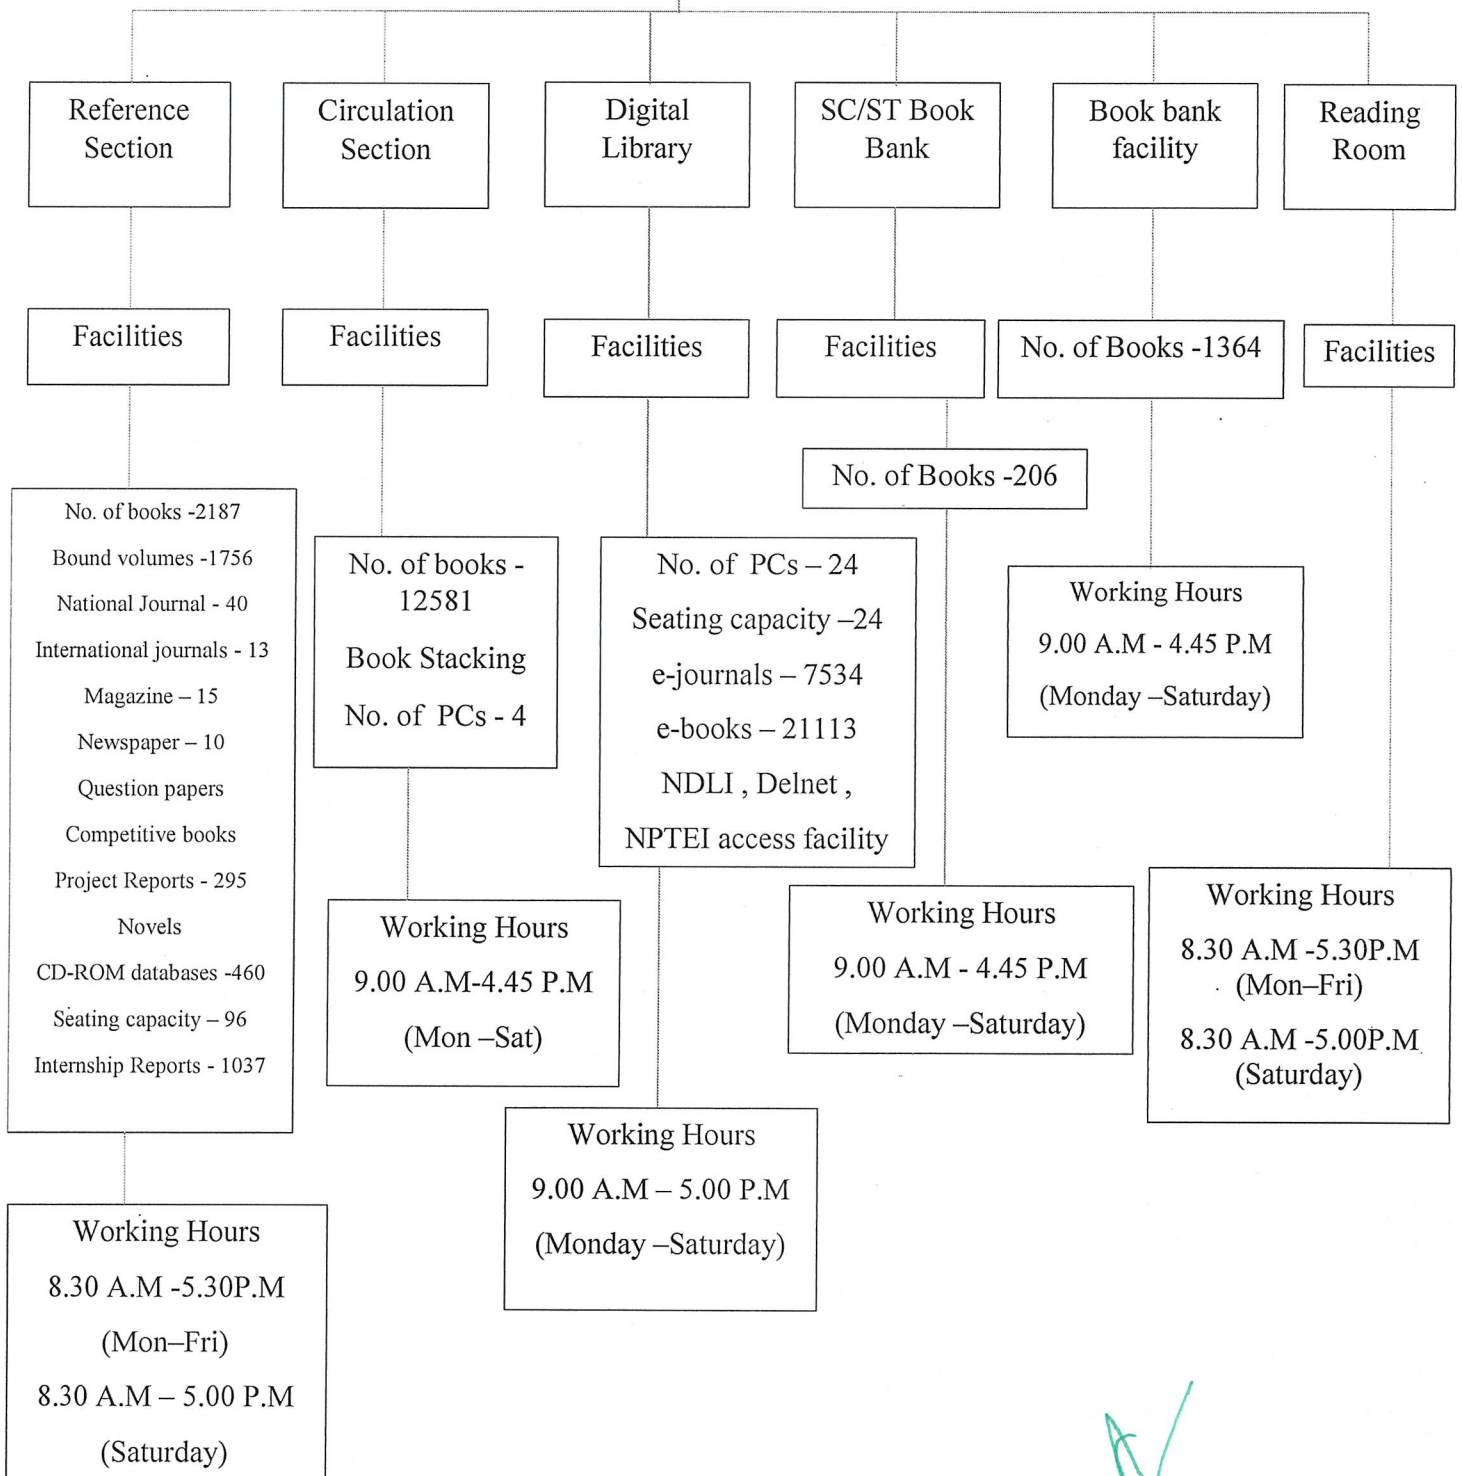 Reference
Section
Circulation
Section
Digital
Library
SC/ST Book
Bank
Book bank
facility
Reading
Room
Facilities
Facilities
Facilities
Facilities
No. of Books -1364
Facilities
No. of Books -206
No. of books -2187
Bound volumes -1756
National Journal - 40
International journals - 13
Magazine – 15
Newspaper – 10
Question papers
Competitive books
Project Reports - 295
Novels
CD-ROM databases -460
Seating capacity – 96
Internship Reports - 1037
No. of books -
12581
Book Stacking
No. of PCs - 4
No. of PCs – 24
Seating capacity –24
e-journals – 7534
e-books – 21113
NDLI , Delnet ,
NPTEI access facility
Working Hours
9.00 A.M - 4.45 P.M
(Monday –Saturday)
Working Hours
9.00 A.M-4.45 P.M
(Mon –Sat)
Working Hours
9.00 A.M - 4.45 P.M
(Monday –Saturday)
Working Hours
8.30 A.M -5.30P.M
(Mon–Fri)
8.30 A.M -5.00P.M
(Saturday)
Working Hours
9.00 A.M – 5.00 P.M
(Monday –Saturday)
Working Hours
8.30 A.M -5.30P.M
(Mon–Fri)
8.30 A.M – 5.00 P.M
(Saturday)